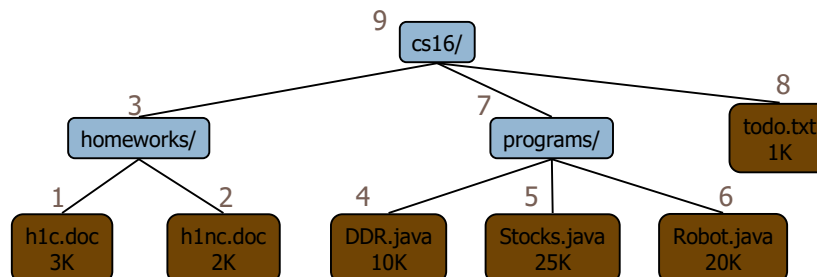 9
cs16/
3
7
8
homeworks/
programs/
todo.txt
1K
1
2
4
5
6
h1c.doc
3K
h1nc.doc
2K
DDR.java
10K
Stocks.java
25K
Robot.java
20K